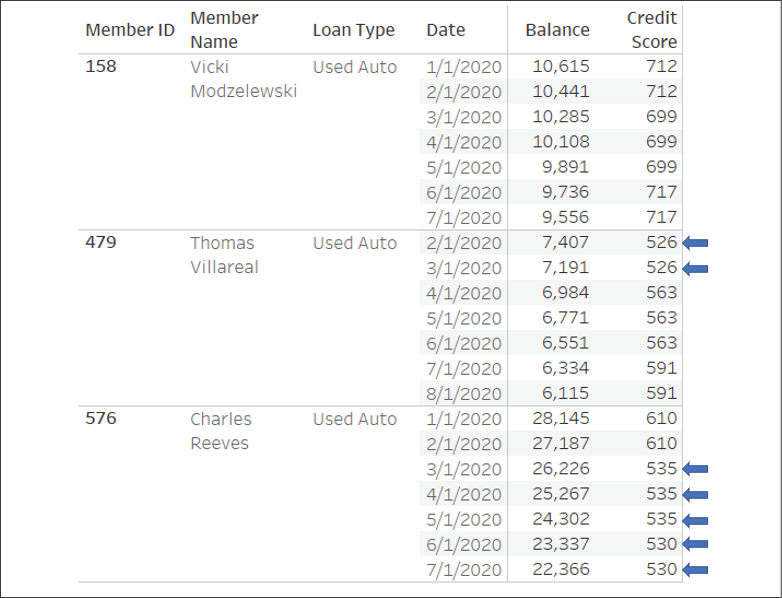 Member ID Member Name Loan Type Date Balance Credit Score
158 Vicki Modzelewski Used Auto 1/1/2020 10,615 712
2/1/2020 10,441 712
3/1/2020 10,285 699
4/1/2020 10,108 699
5/1/2020 9,891 699
6/1/2020 9,736 717
7/1/2020 9,556 717
479 Thomas Villareal Used Auto 2/1/2020 7,407 526
3/1/2020 7,191 526
4/1/2020 6,984 563
5/1/2020 6,771 563
6/1/2020 6,551 563
7/1/2020 6,334 591
8/1/2020 6,115 591
576 Charles Reeves Used Auto 1/1/2020 28,145 610
2/1/2020 27,187 610
3/1/2020 26,226 535
4/1/2020 25,267 535
5/1/2020 24,302 535
6/1/2020 23,337 530
7/1/2020 22,366 530